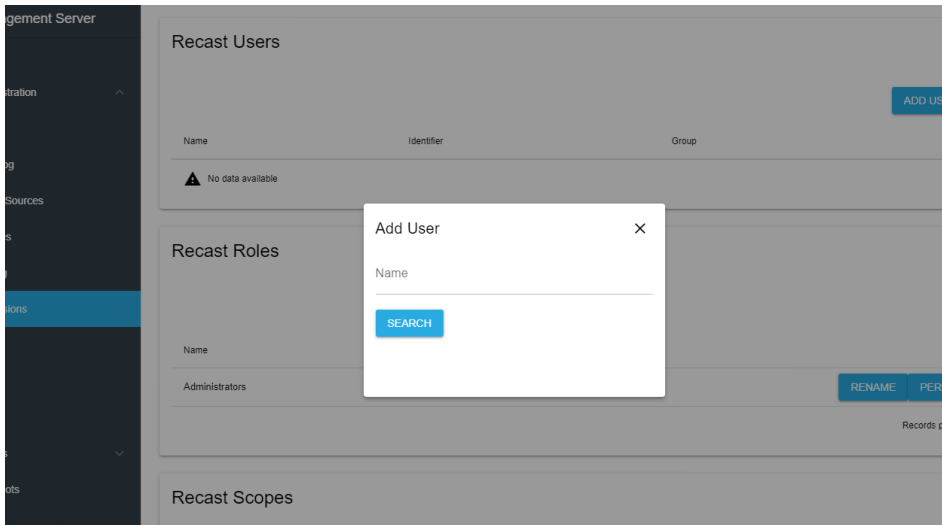 gement Server
stration
og
Sources
s
sions
s
ots
Recast Users
ADD US
Name Identifier Group
No data available
Add User
Name
SEARCH
Recast Roles
Name
Administrators
RENAME PER
Records p
Recast Scopes